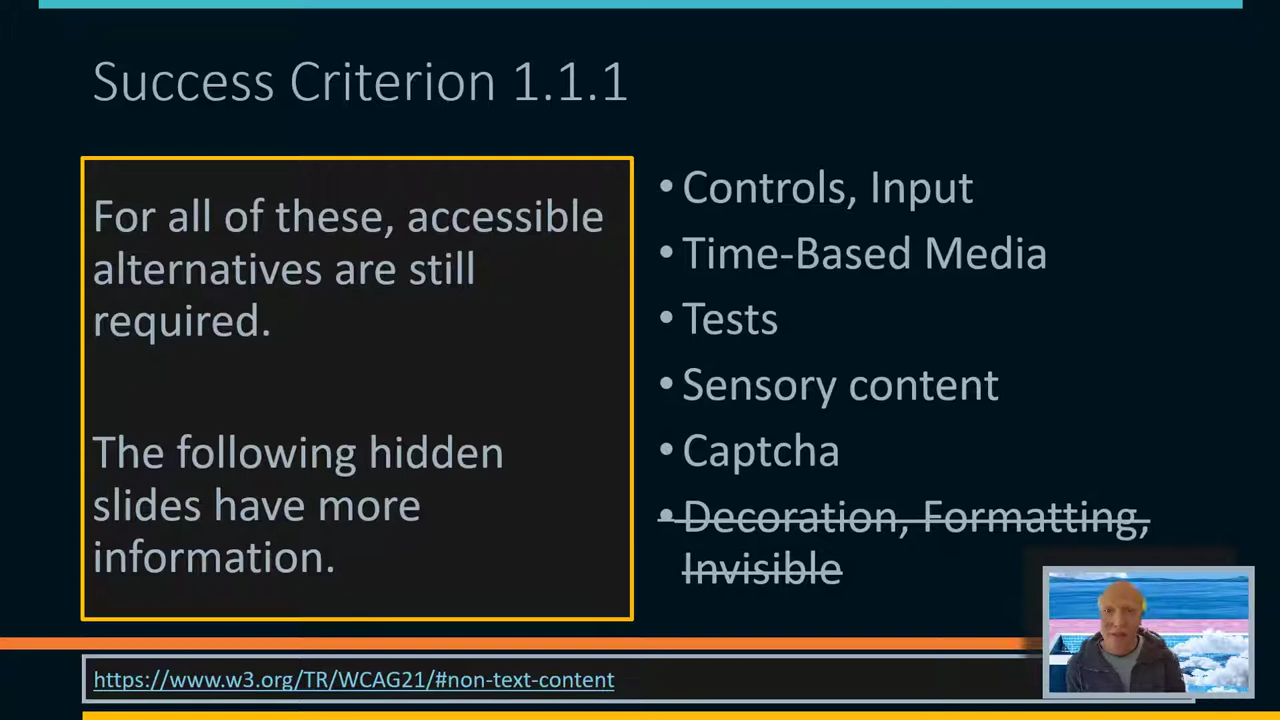 Success Criterion 1.1.1
For all of these, accessible
alternatives are still
required.
The following hidden
slides have more
information.
• Controls, Input
• Time-Based Media
• Tests
• Sensory content
• Captcha
• Decoration, Formatting,
Invisible
https://www.w3.org/TR/WCAG21/#non-text-content